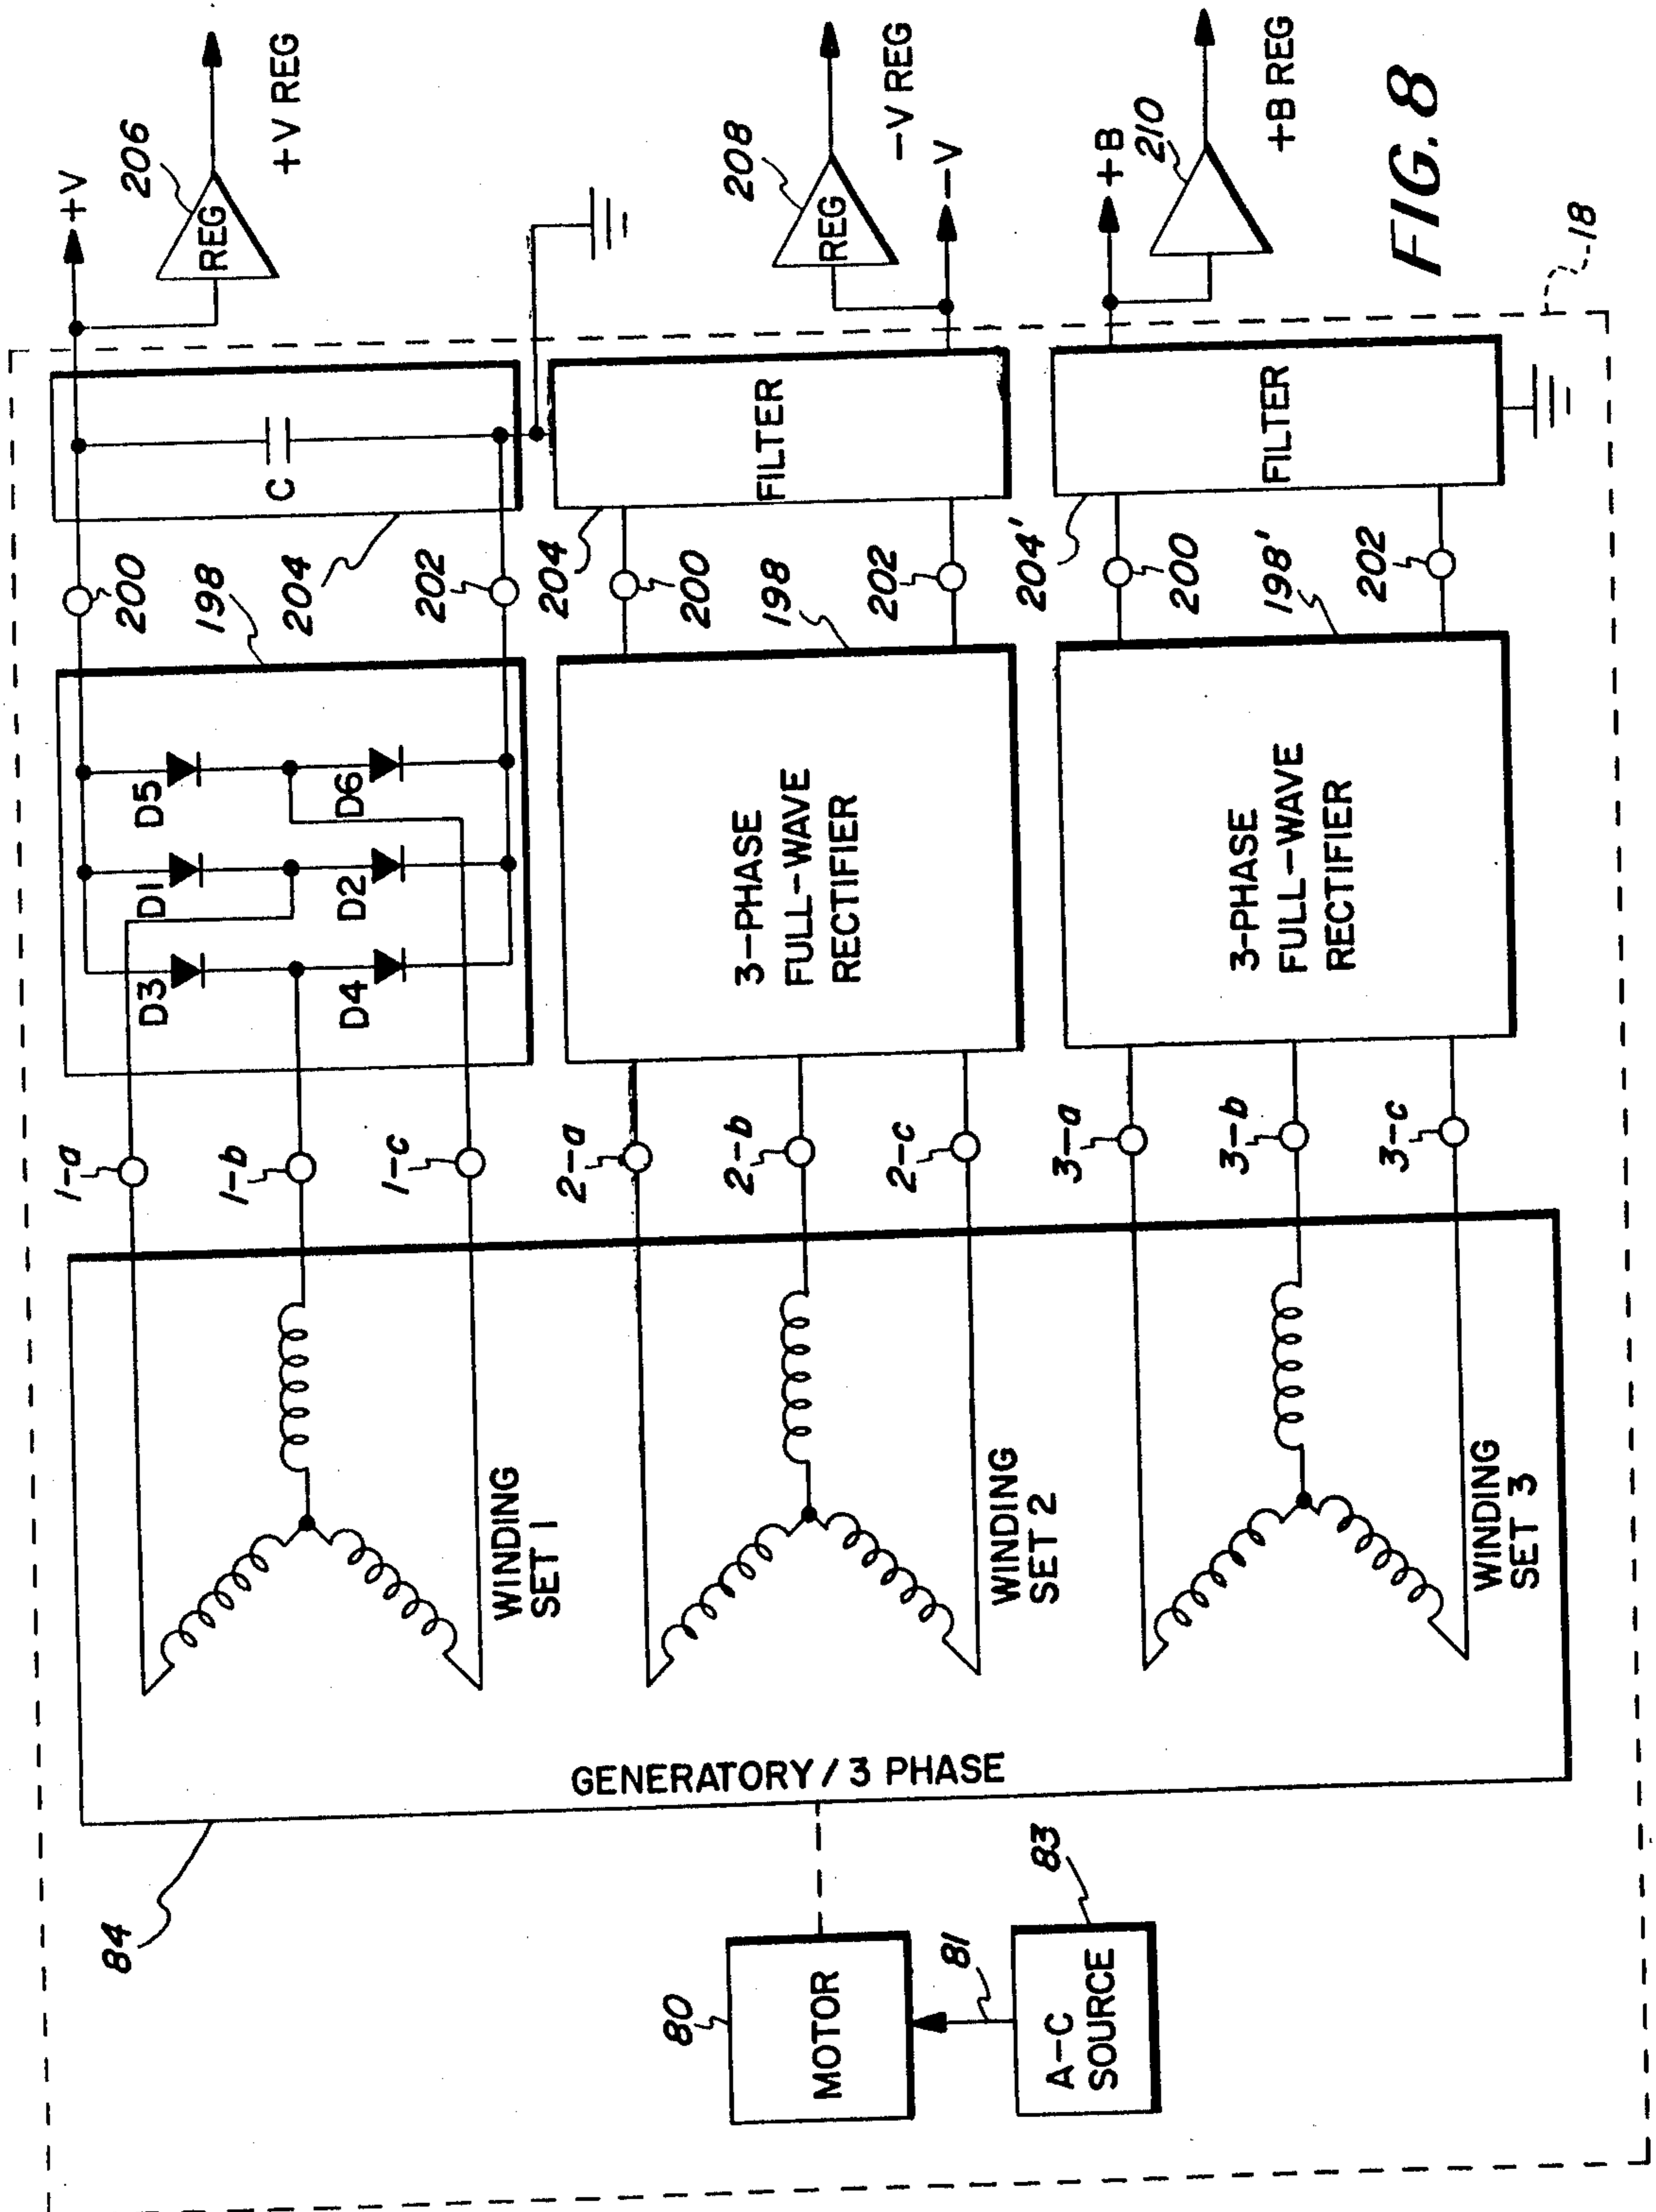 FIG. 8
18
84
80
MOTOR
81
83
A-C
SOURCE
GENERATORY / 3 PHASE
WINDING
SET 1
WINDING
SET 2
WINDING
SET 3
1-a
1-b
1-c
2-a
2-b
2-c
3-a
3-b
3-c
D3
D1
D5
D4
D2
D6
198
3-PHASE
FULL-WAVE
RECTIFIER
198
3-PHASE
FULL-WAVE
RECTIFIER
198'
200
202
200
202
200
202
C
204
FILTER
204
FILTER
204'
+V
REG
206
+V REG
REG
208
-V REG
-V
+B
210
+B REG